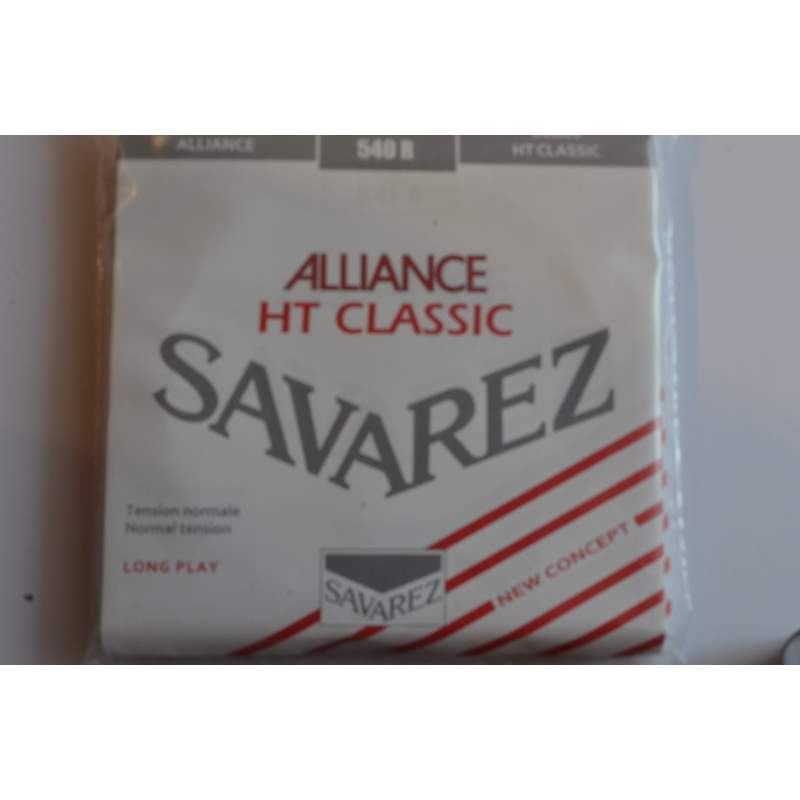 ALLIANCE
540 R
HT CLASSIC
ALLIANCE
HT CLASSIC
SAVAREZ
Tension normale
Normal tension
LONG PLAY
SAVAREZ
NEW CONCEPT